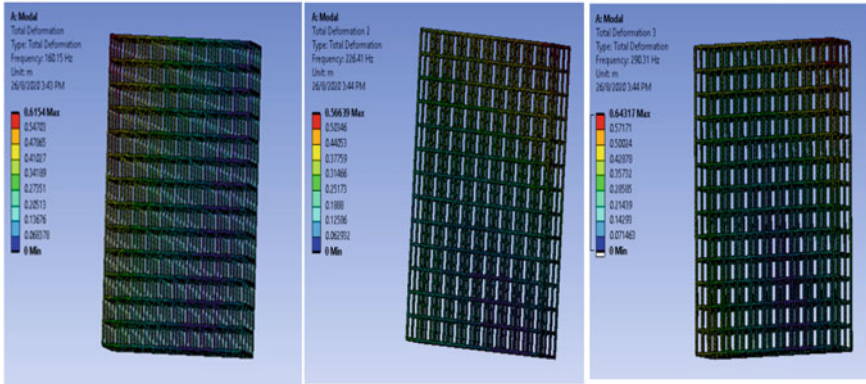 A: Modal
Total Deformation
Type: Total Deformation
Frequency: 160.15 Hz
Unit: m
26/8/2020 3:43 PM
0.6154 Max
0.54703
0.47865
0.41027
0.34189
0.27351
0.20513
0.13676
0.068378
0 Min
A: Modal
Total Deformation 2
Type: Total Deformation
Frequency: 226.41 Hz
Unit: m
26/8/2020 3:44 PM
0.56639 Max
0.50346
0.44053
0.37759
0.31466
0.25173
0.1888
0.12586
0.062932
0 Min
A: Modal
Total Deformation 3
Type: Total Deformation
Frequency: 290.31 Hz
Unit: m
26/8/2020 3:44 PM
0.64317 Max
0.57171
0.50024
0.42878
0.35732
0.28585
0.21439
0.14293
0.071463
0 Min